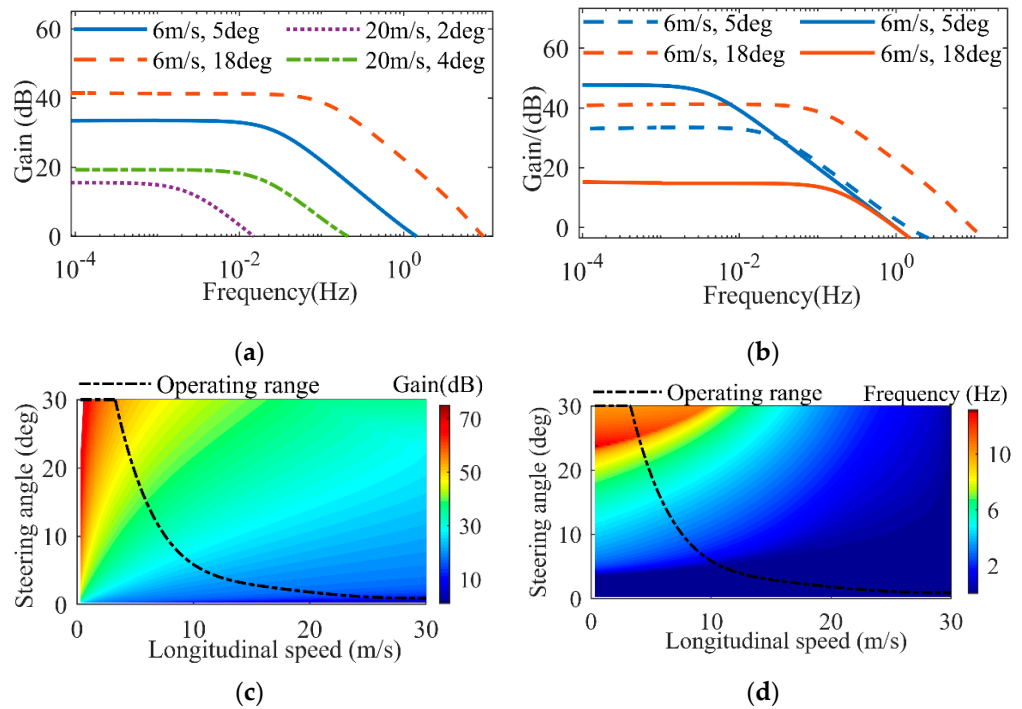 60
40
20
0
Gain (dB)
6m/s, 5deg
20m/s, 2deg
6m/s, 18deg
20m/s, 4deg
10-4
10-2
100
Frequency(Hz)
(a)
60
40
20
0
Gain/(dB)
6m/s, 5deg
6m/s, 5deg
6m/s, 18deg
6m/s, 18deg
10-4
10-2
100
Frequency(Hz)
(b)
Operating range
Gain(dB)
30
20
10
0
Steering angle (deg)
70
50
30
10
0
10
20
30
Longitudinal speed (m/s)
(c)
Operating range
Frequency (Hz)
30
20
10
0
Steering angle (deg)
10
6
2
0
10
20
30
Longitudinal speed (m/s)
(d)